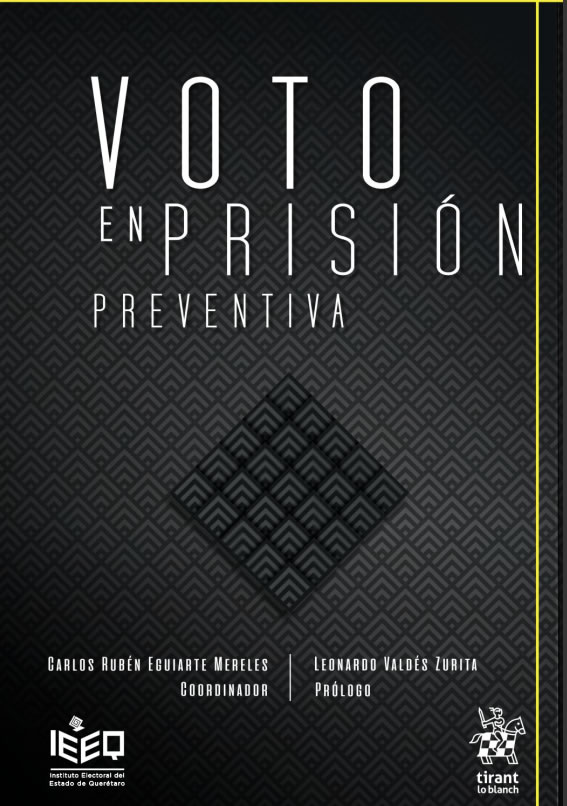 VOTO
EN PRISIÓN
PREVENTIVA
CARLOS RUBÉN EGUIARTE MERELES
COORDINADOR
LEONARDO VALDÉS ZURITA
PRÓLOGO
IEEQ
Instituto Electoral del
Estado de Querétaro
tirant
lo blanch